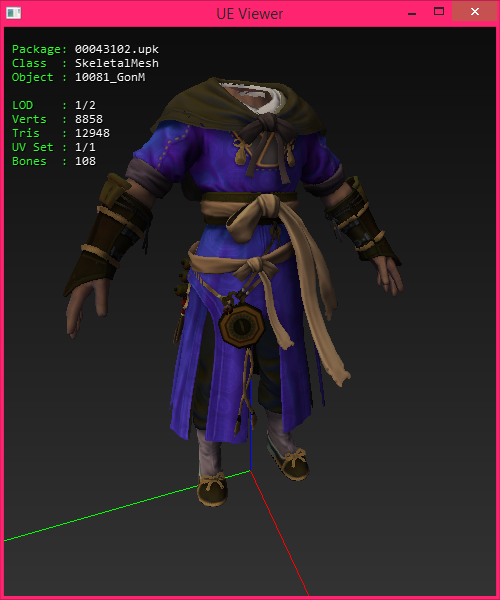 UE Viewer
Package: 00043102.upk
Class : SkeletalMesh
Object : 10081_GonM
LOD : 1/2
Verts : 8858
Tris : 12948
UV Set : 1/1
Bones : 108